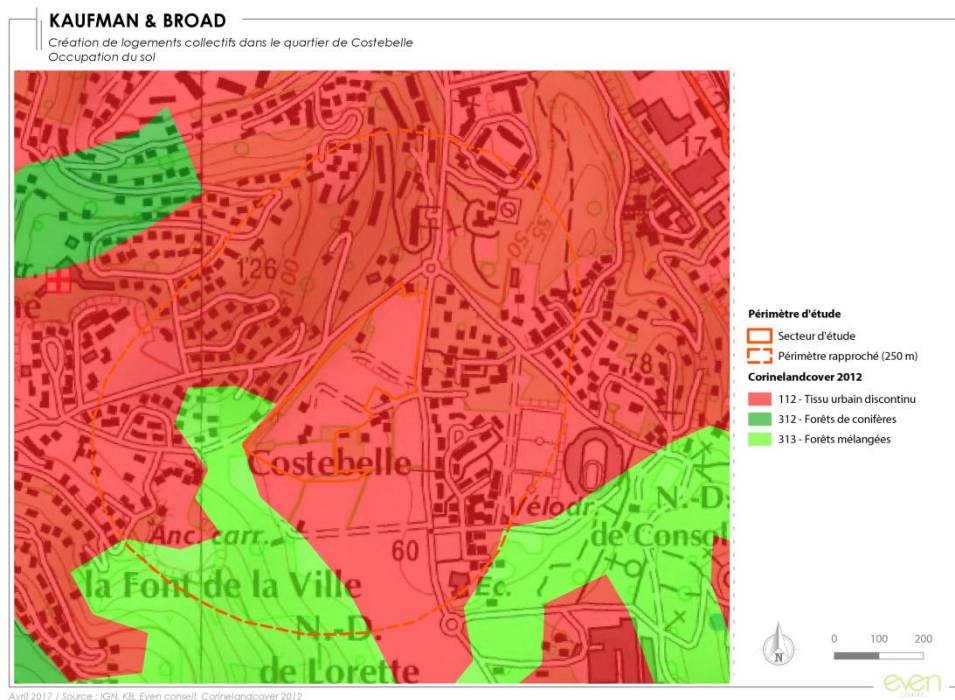 KAUFMAN & BROAD
Création de logements collectifs dans le quartier de Costebelle
Occupation du sol
17
126
78
Costebelle
Vélodr.
N.-D.
de Consol
Anc. carr.
60
la Font de la Ville
Ec.
N.-D.
de Lorette
Périmètre d'étude
Secteur d'étude
Périmètre rapproché (250 m)
Corinelandcover 2012
112 - Tissu urbain discontinu
312 - Forêts de conifères
313 - Forêts mélangées
N
0 100 200
even
CONSEIL
Avril 2017 / Source : IGN, KB, Even conseil, Corinelandcover 2012